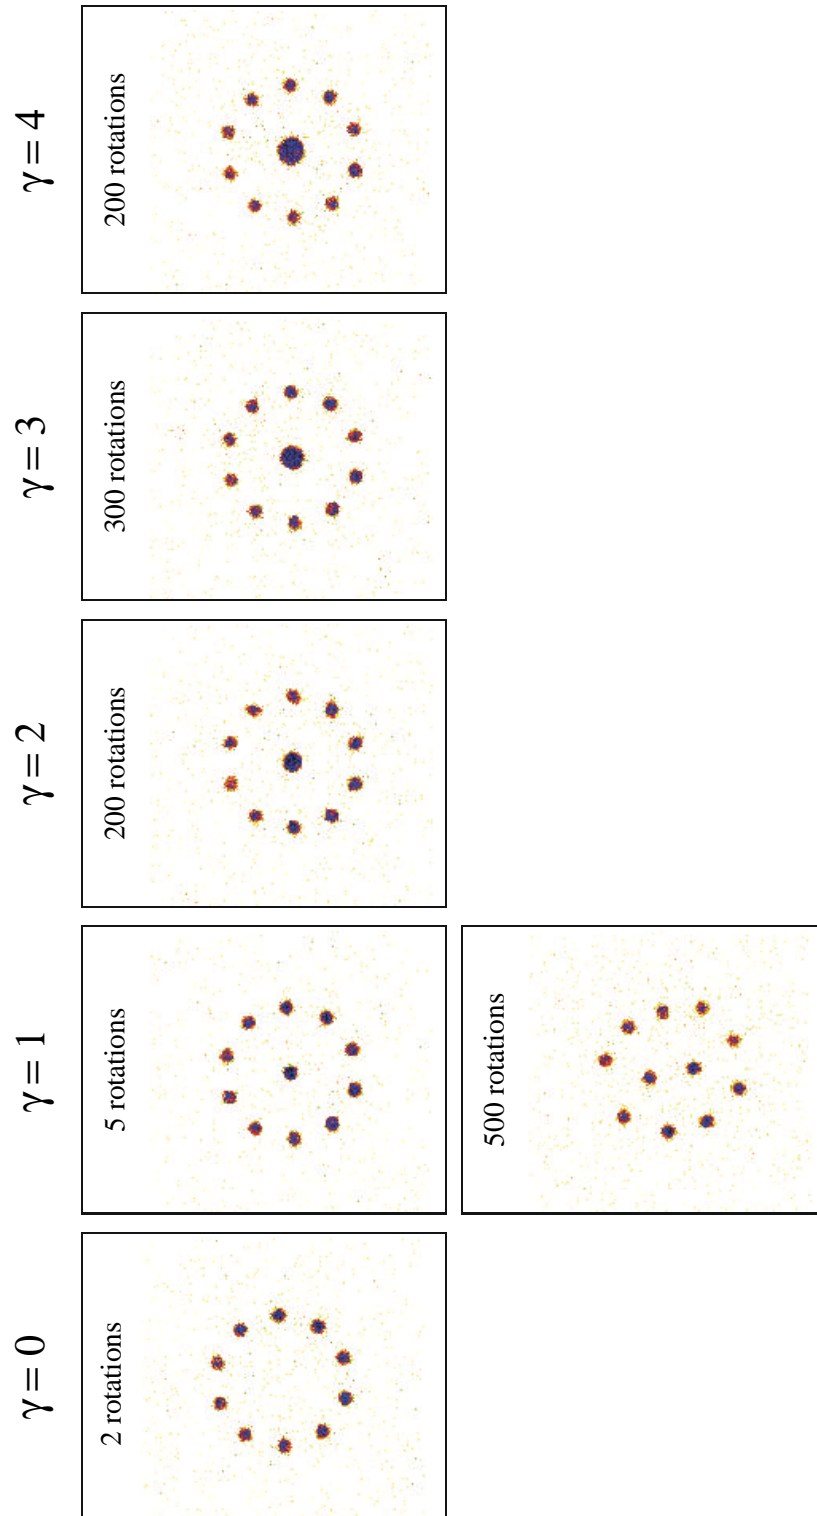 γ = 0
2 rotations
γ = 1
5 rotations
500 rotations
γ = 2
200 rotations
γ = 3
300 rotations
γ = 4
200 rotations